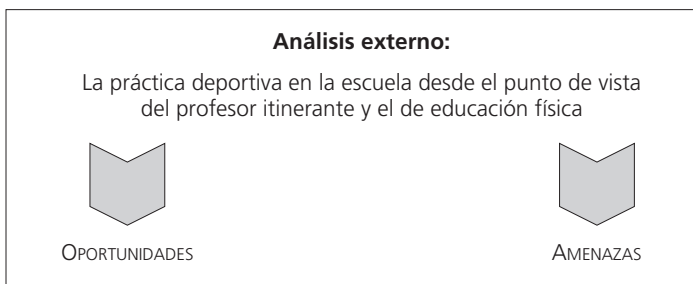 Análisis externo:
La práctica deportiva en la escuela desde el punto de vista
del profesor itinerante y el de educación física
OPORTUNIDADES
AMENAZAS